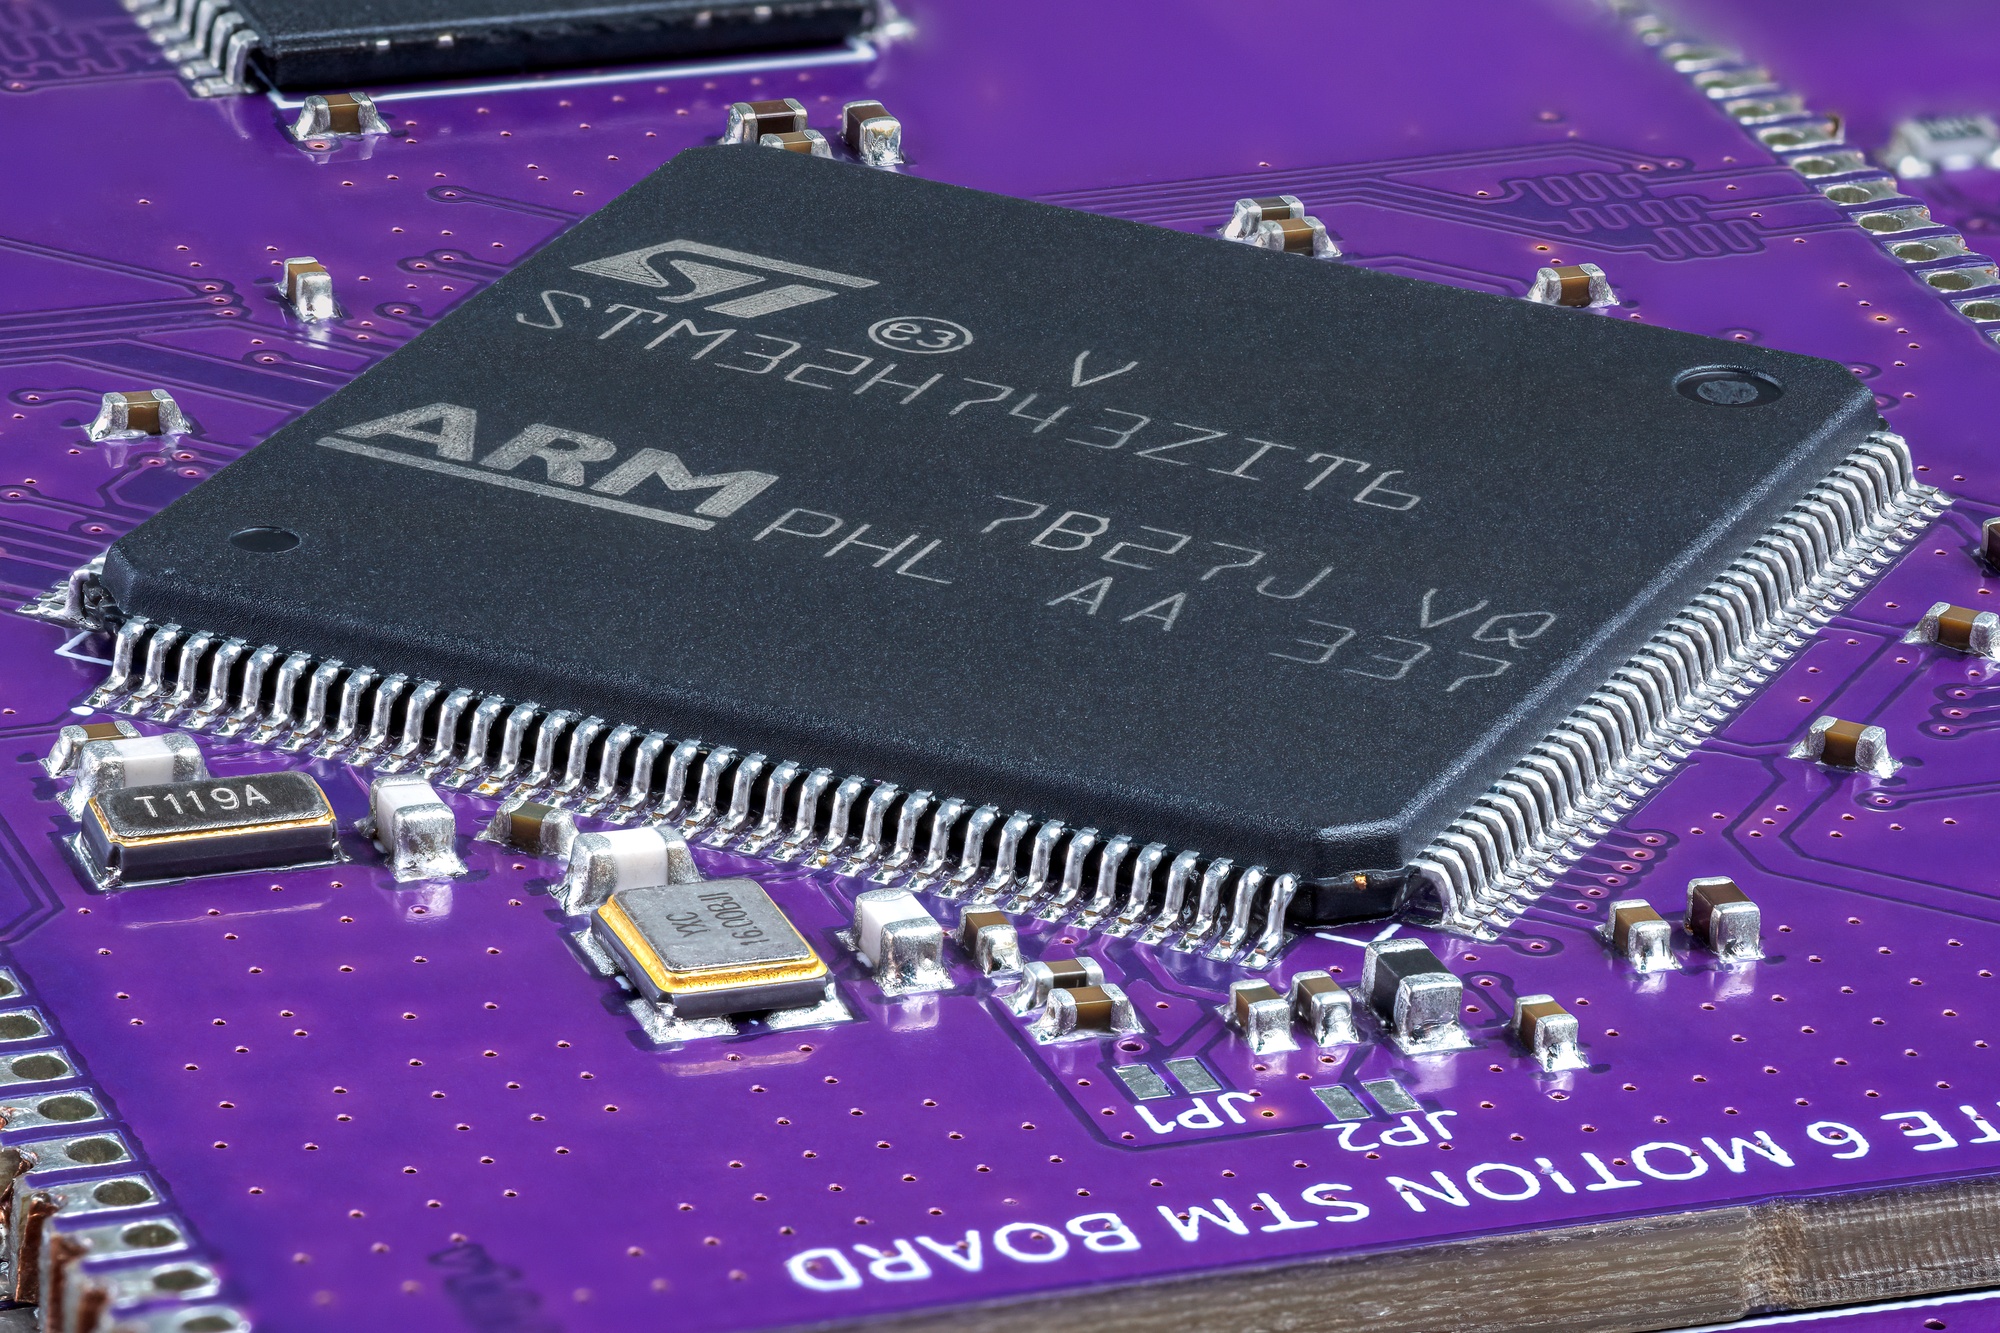 ST
e3
V
STM32H743ZIT6
ARM
7B27J VQ
PHL AA 337
T119A
YXC
JP1
JP2
TE 6 MOTION STM BOARD